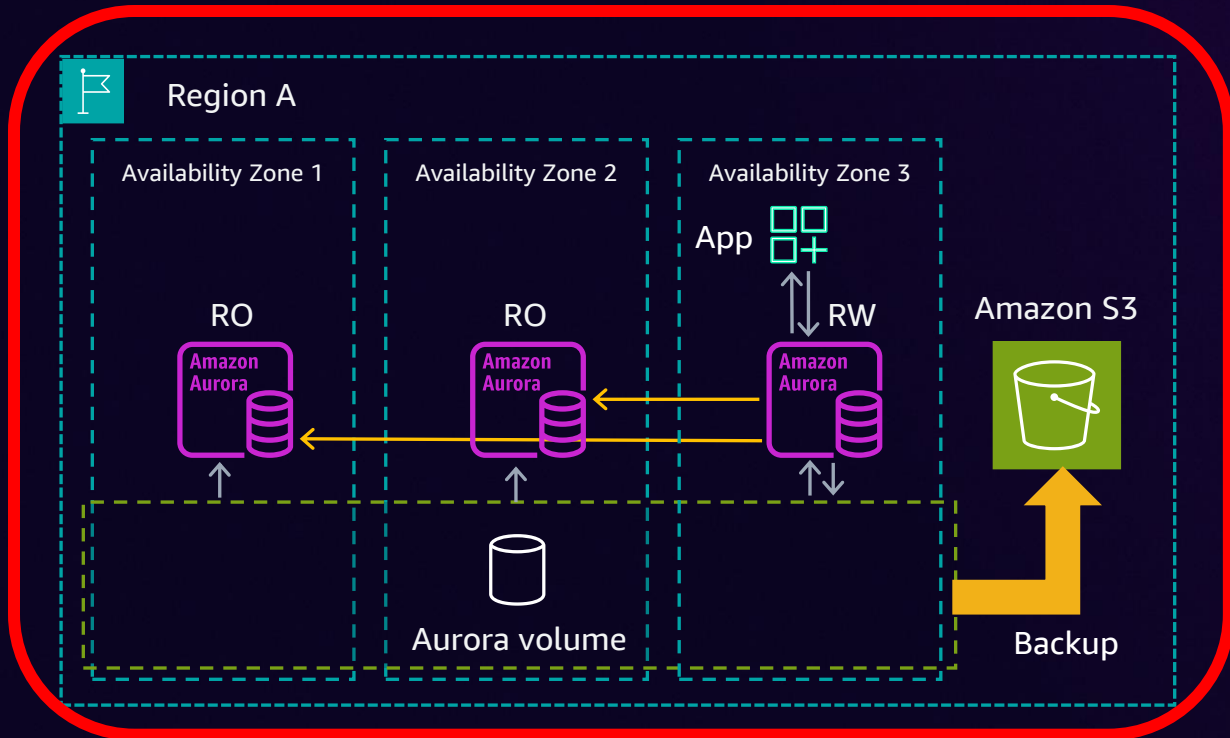 Region A
Availability Zone 1
Availability Zone 2
Availability Zone 3
App
RO
RO
RW
Amazon S3
Amazon
Aurora
Amazon
Aurora
Amazon
Aurora
Aurora volume
Backup